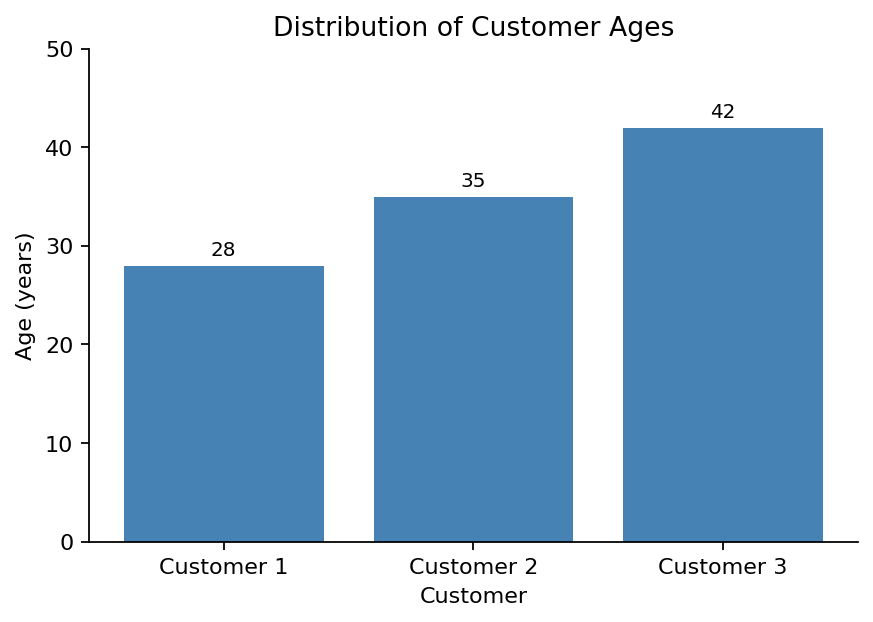 Distribution of Customer Ages
50
40
30
20
10
0
Age (years)
28
35
42
Customer 1 Customer 2 Customer 3
Customer